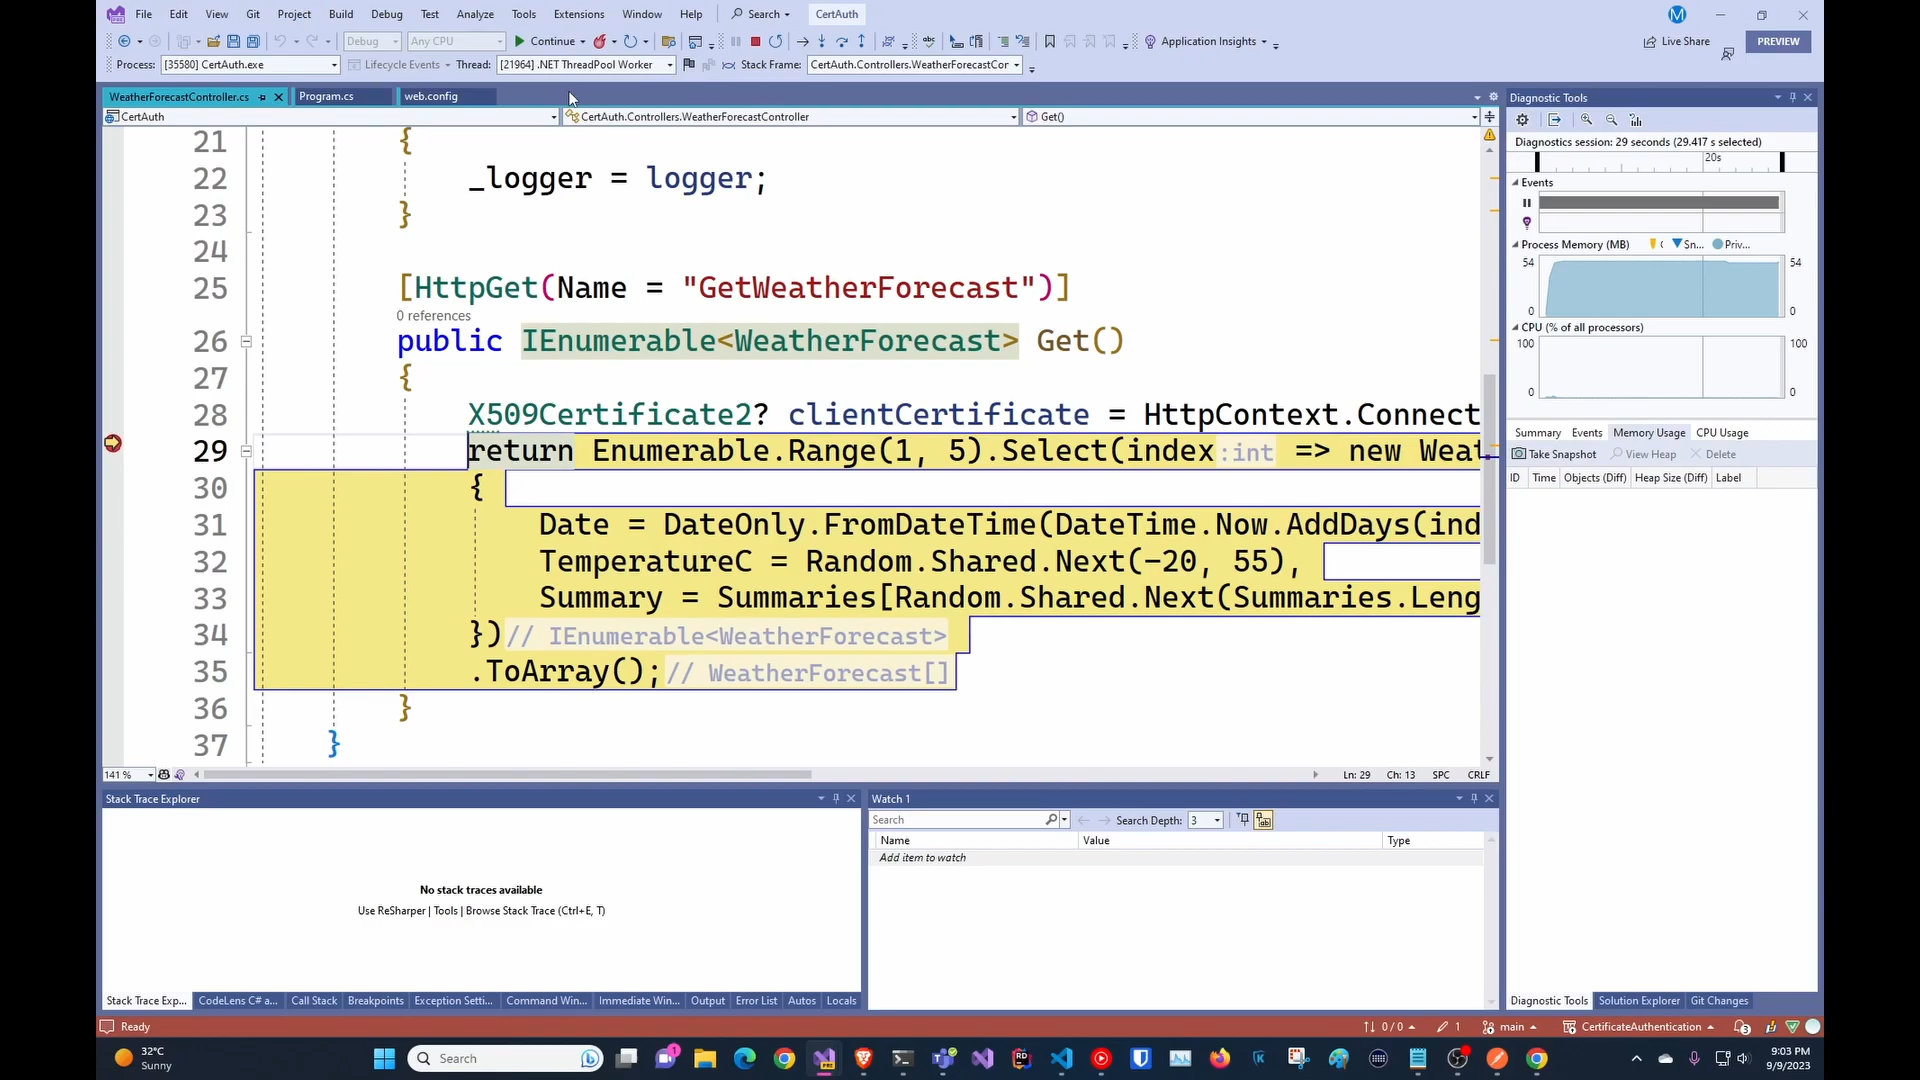 File Edit View Git Project Build Debug Test Analyze Tools Extensions Window Help Search CertAuth M
Debug Any CPU Continue Application Insights Live Share PREVIEW
Process: [35580] CertAuth.exe Lifecycle Events Thread: [21964] .NET ThreadPool Worker Stack Frame: CertAuth.Controllers.WeatherForecastCor
WeatherForecastController.cs Program.cs web.config
CertAuth CertAuth.Controllers.WeatherForecastController Get()
21 {
22 _logger = logger;
23 }
24
25 [HttpGet(Name = "GetWeatherForecast")]
0 references
26 public IEnumerable<WeatherForecast> Get()
27 {
28 X509Certificate2? clientCertificate = HttpContext.Connect
29 return Enumerable.Range(1, 5).Select(index :int => new Weat
30 {
31 Date = DateOnly.FromDateTime(DateTime.Now.AddDays(ind
32 TemperatureC = Random.Shared.Next(-20, 55),
33 Summary = Summaries[Random.Shared.Next(Summaries.Leng
34 }) // IEnumerable<WeatherForecast>
35 .ToArray(); // WeatherForecast[]
36 }
37 }
141 % Ln: 29 Ch: 13 SPC CRLF
Diagnostic Tools
Diagnostics session: 29 seconds (29.417 s selected)
20s
Events
Process Memory (MB) Sn... Priv...
54 54
0 0
CPU (% of all processors)
100 100
0 0
Summary Events Memory Usage CPU Usage
Take Snapshot View Heap Delete
ID Time Objects (Diff) Heap Size (Diff) Label
Stack Trace Explorer
No stack traces available
Use ReSharper | Tools | Browse Stack Trace (Ctrl+E, T)
Watch 1
Search Search Depth: 3
Name Value Type
Add item to watch
Stack Trace Exp... CodeLens C# a... Call Stack Breakpoints Exception Setti... Command Win... Immediate Win... Output Error List Autos Locals
Diagnostic Tools Solution Explorer Git Changes
Ready 0 / 0 1 main CertificateAuthentication 3
32°C
Sunny
Search
9:03 PM
9/9/2023